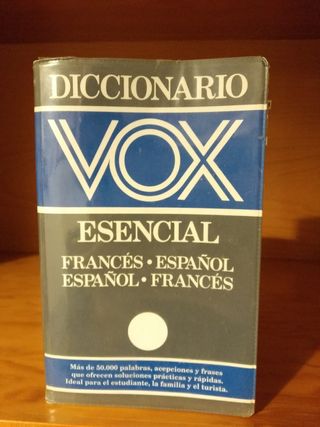 DICCIONARIO
VOX
ESENCIAL
FRANCÉS • ESPAÑOL
ESPAÑOL • FRANCÉS
Más de 50.000 palabras, acepciones y frases
que ofrecen soluciones prácticas y rápidas.
Ideal para el estudiante, la familia y el turista.